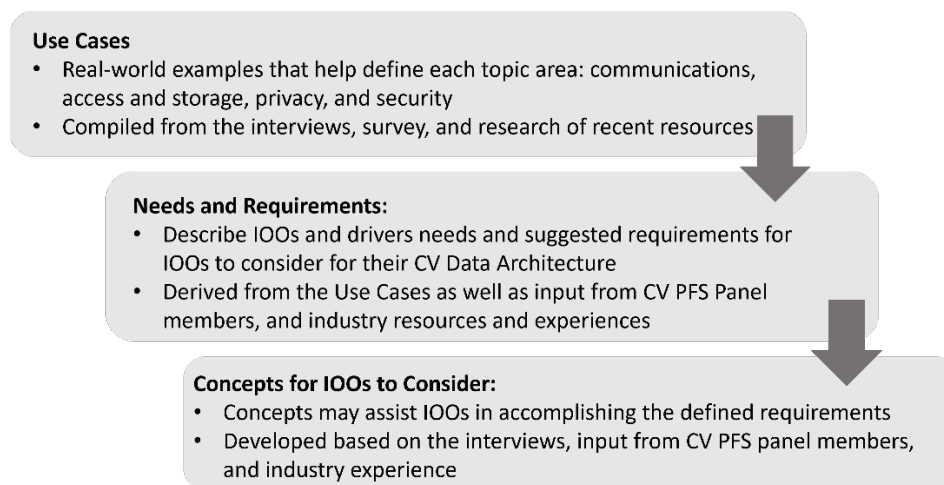 Use Cases
• Real-world examples that help define each topic area: communications,
access and storage, privacy, and security
• Compiled from the interviews, survey, and research of recent resources
Needs and Requirements:
• Describe IOOs and drivers needs and suggested requirements for
IOOs to consider for their CV Data Architecture
• Derived from the Use Cases as well as input from CV PFS Panel
members, and industry resources and experiences
Concepts for IOOs to Consider:
• Concepts may assist IOOs in accomplishing the defined requirements
• Developed based on the interviews, input from CV PFS panel members,
and industry experience